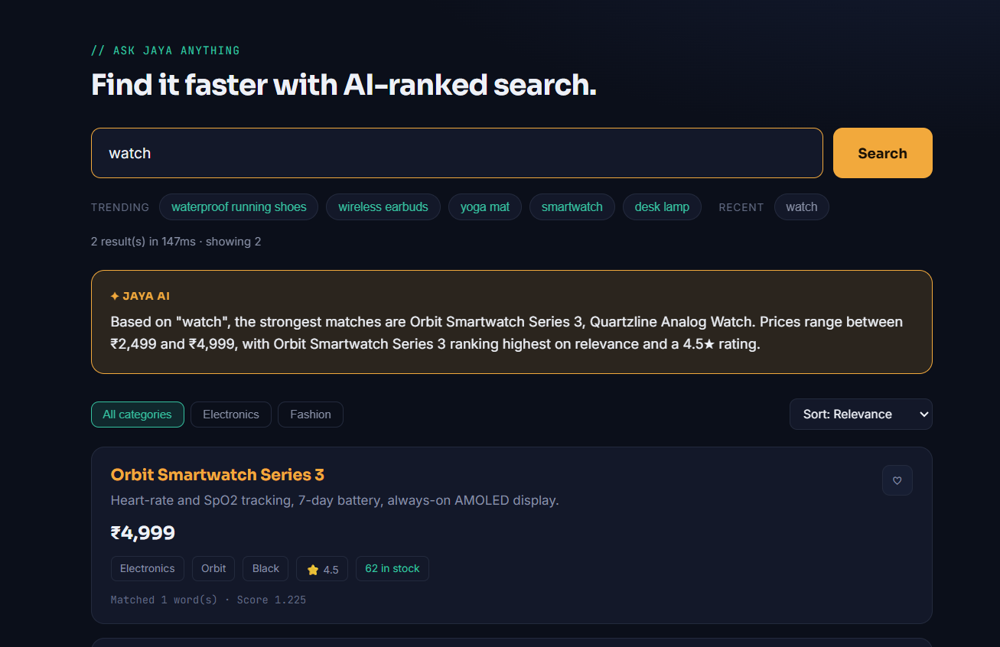 // ASK JAYA ANYTHING
Find it faster with AI-ranked search.
watch
Search
TRENDING waterproof running shoes wireless earbuds yoga mat smartwatch desk lamp RECENT watch
2 result(s) in 147ms · showing 2
✦ JAYA AI
Based on "watch", the strongest matches are Orbit Smartwatch Series 3, Quartzline Analog Watch. Prices range between
₹2,499 and ₹4,999, with Orbit Smartwatch Series 3 ranking highest on relevance and a 4.5★ rating.
All categories Electronics Fashion Sort: Relevance
Orbit Smartwatch Series 3
Heart-rate and SpO2 tracking, 7-day battery, always-on AMOLED display.
₹4,999
Electronics Orbit Black ⭐ 4.5 62 in stock
Matched 1 word(s) · Score 1.225